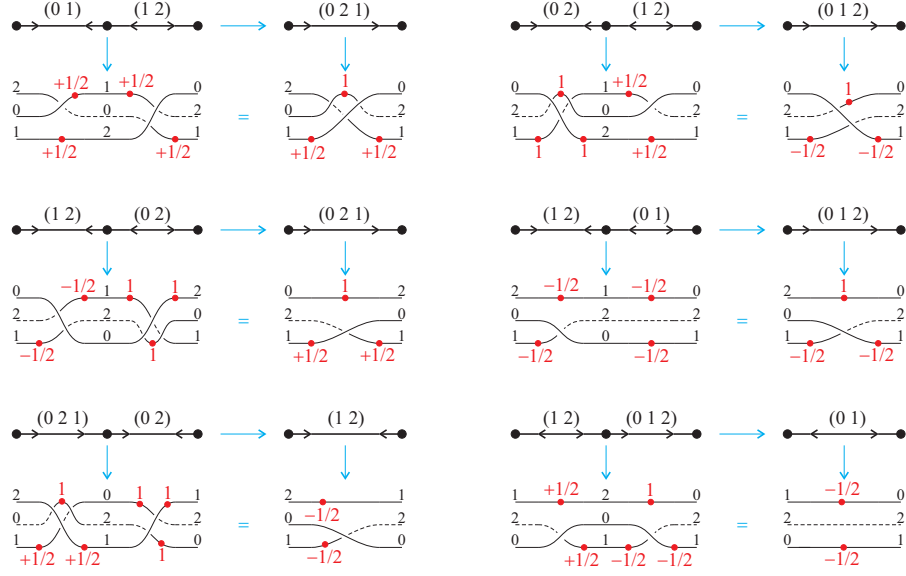 (0 1) (1 2) (0 2 1) (0 2) (1 2) (0 1 2)
+1/2 +1/2 1 1 +1/2 1
2 1 0 2 0 0 1 0 2 0
0 0 2 = 0 2 2 2 2 = 0 2
1 2 1 1 1 1 0 1 1 1
+1/2 +1/2 +1/2 +1/2 1 1 +1/2 −1/2 −1/2
(1 2) (0 2) (0 2 1) (1 2) (0 1) (0 1 2)
−1/2 1 1 1 −1/2 −1/2 1
0 1 2 0 2 2 1 0 2 0
2 2 0 = 2 0 0 2 2 = 0 2
1 0 1 1 1 1 0 1 1 1
−1/2 1 +1/2 +1/2 −1/2 −1/2 −1/2 −1/2
(0 2 1) (0 2) (1 2) (1 2) (0 1 2) (0 1)
1 1 1 +1/2 1 −1/2
2 0 1 2 1 1 2 0 1 0
0 2 2 = 0 −1/2 2 2 0 2 = 2 2
1 1 0 1 0 0 1 1 0 1
+1/2 +1/2 1 −1/2 +1/2 −1/2 −1/2 −1/2